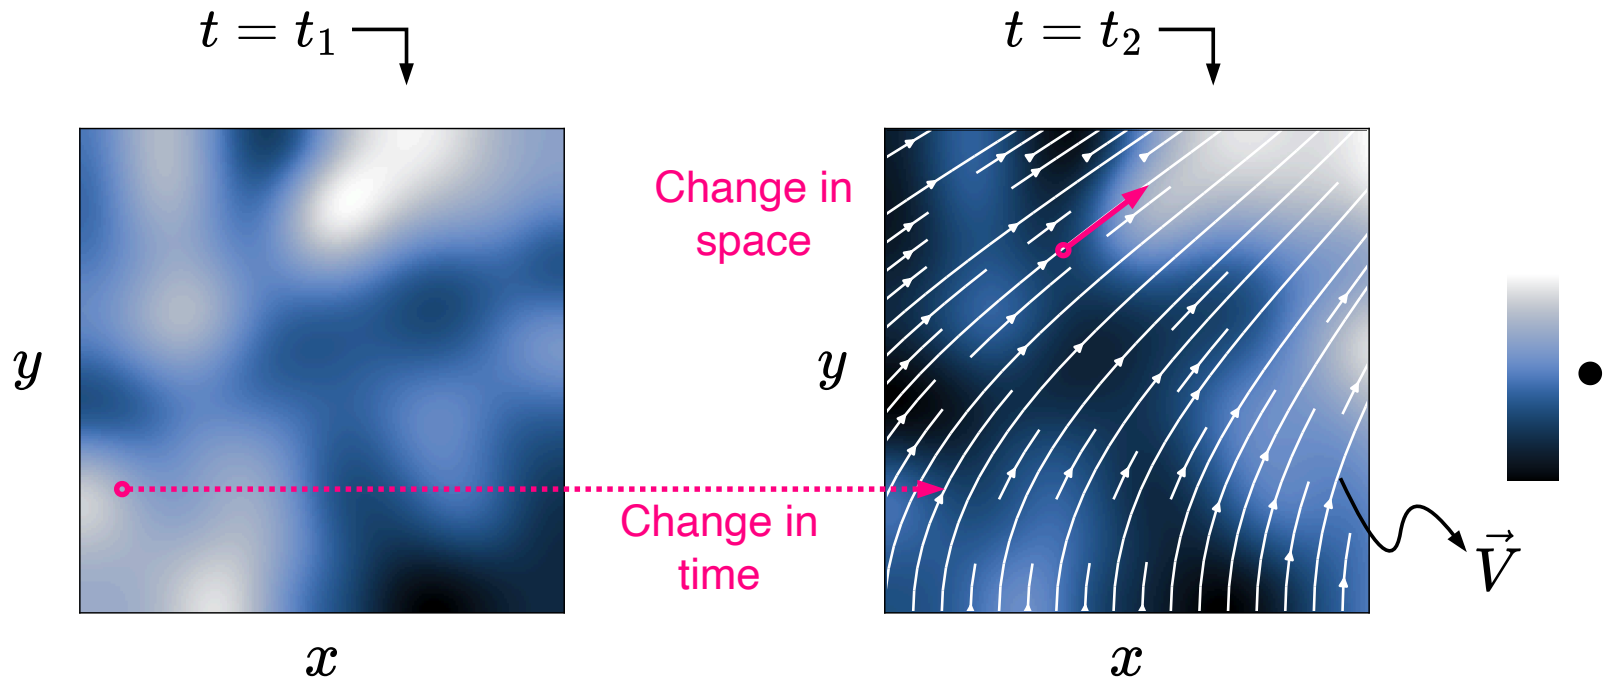 t = t₁
t = t₂
Change in
space
y
y
Change in
time
V⃗
x
x